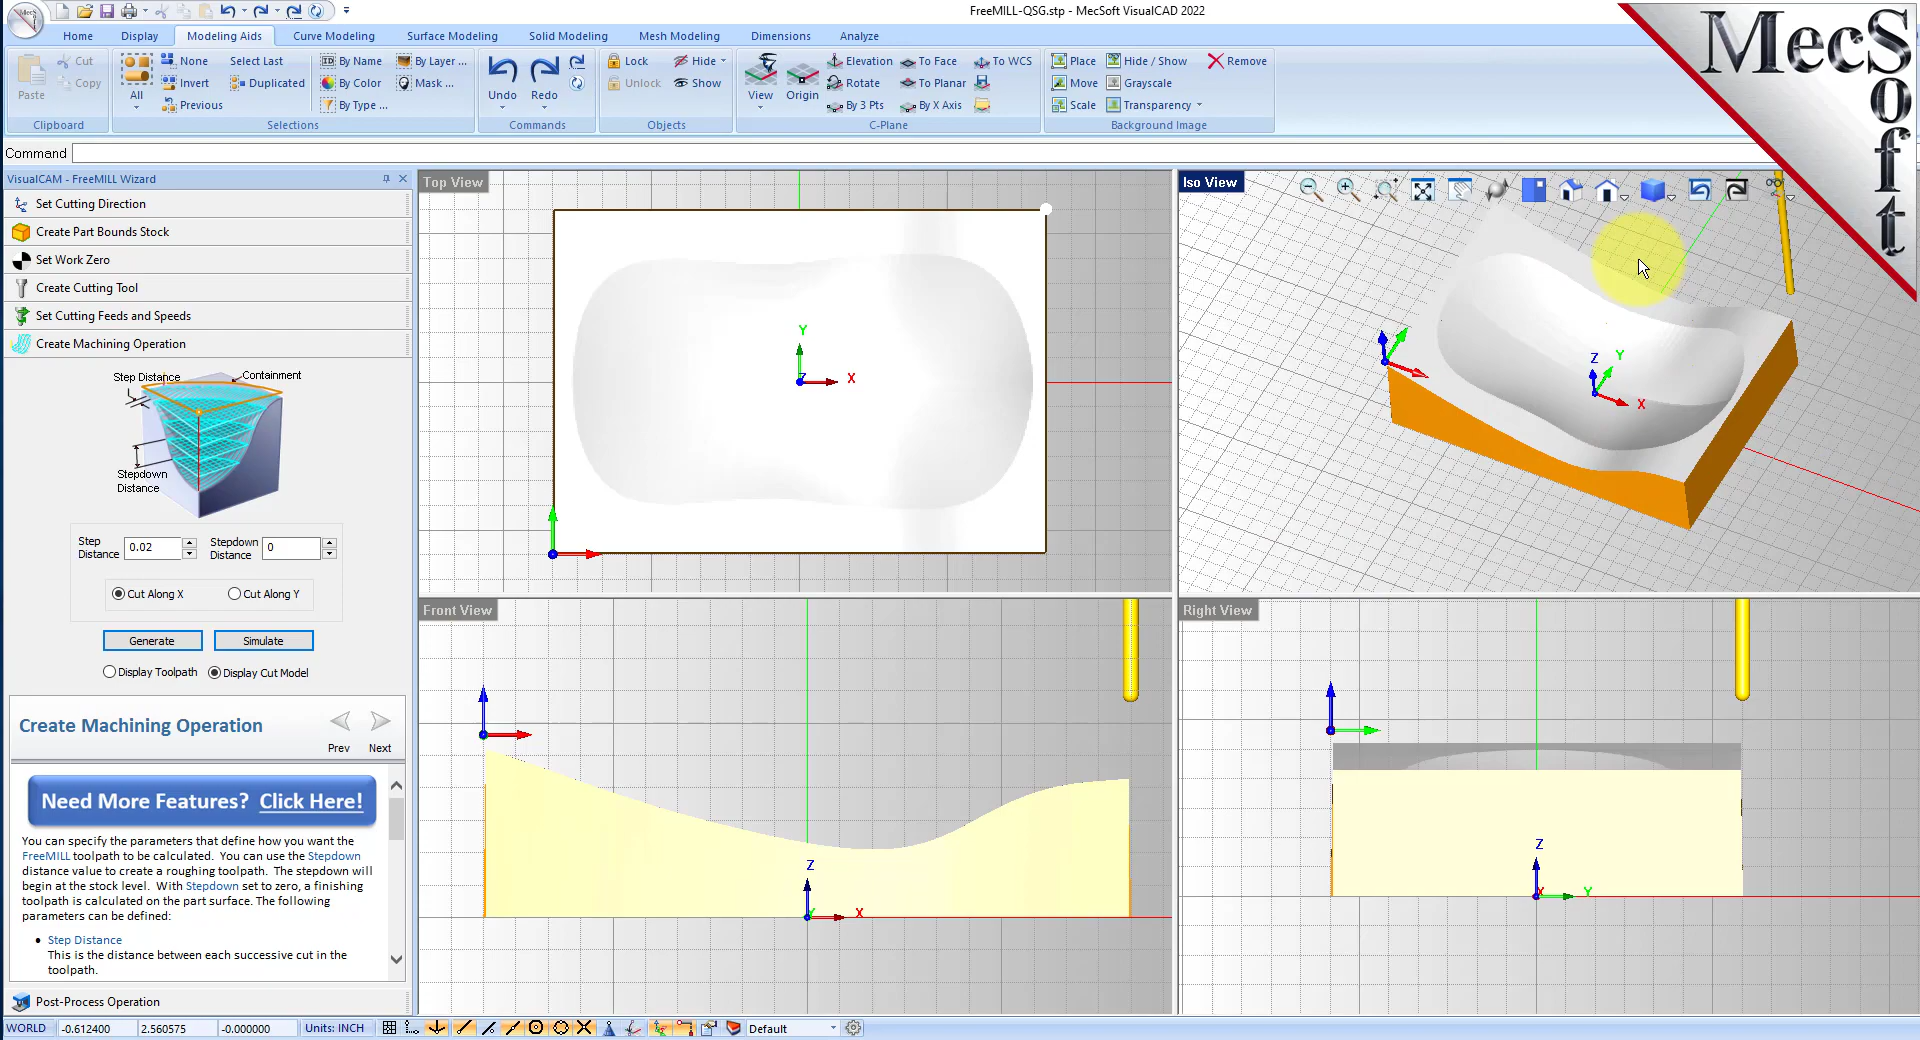 FreeMILL-QSG.stp - MecSoft VisualCAD 2022
MecSoft
Home Display Modeling Aids Curve Modeling Surface Modeling Solid Modeling Mesh Modeling Dimensions Analyze
Paste
Cut
Copy
Clipboard
All
None
Invert
Previous
Select Last
Duplicated
By Name
By Color
By Type ...
By Layer ...
Mask ...
Selections
Undo
Redo
Commands
Lock
Unlock
Hide
Show
Objects
View
Origin
Elevation
Rotate
By 3 Pts
To Face
To Planar
By X Axis
To WCS
C-Plane
Place
Move
Scale
Hide / Show
Grayscale
Transparency
Remove
Background Image
Command
VisualCAM - FreeMILL Wizard
Set Cutting Direction
Create Part Bounds Stock
Set Work Zero
Create Cutting Tool
Set Cutting Feeds and Speeds
Create Machining Operation
Step Distance
Containment
Stepdown
Distance
Step
Distance
0.02
Stepdown
Distance
0
Cut Along X
Cut Along Y
Generate
Simulate
Display Toolpath
Display Cut Model
Create Machining Operation
Prev
Next
Need More Features? Click Here!
You can specify the parameters that define how you want the
FreeMILL toolpath to be calculated. You can use the Stepdown
distance value to create a roughing toolpath. The stepdown will
begin at the stock level. With Stepdown set to zero, a finishing
toolpath is calculated on the part surface. The following
parameters can be defined:
• Step Distance
This is the distance between each successive cut in the
toolpath.
Post-Process Operation
Top View
Y
Z
X
Iso View
Z
Y
X
Front View
Z
Y
X
Right View
Z
X
Y
WORLD
-0.612400
2.560575
-0.000000
Units: INCH
Default